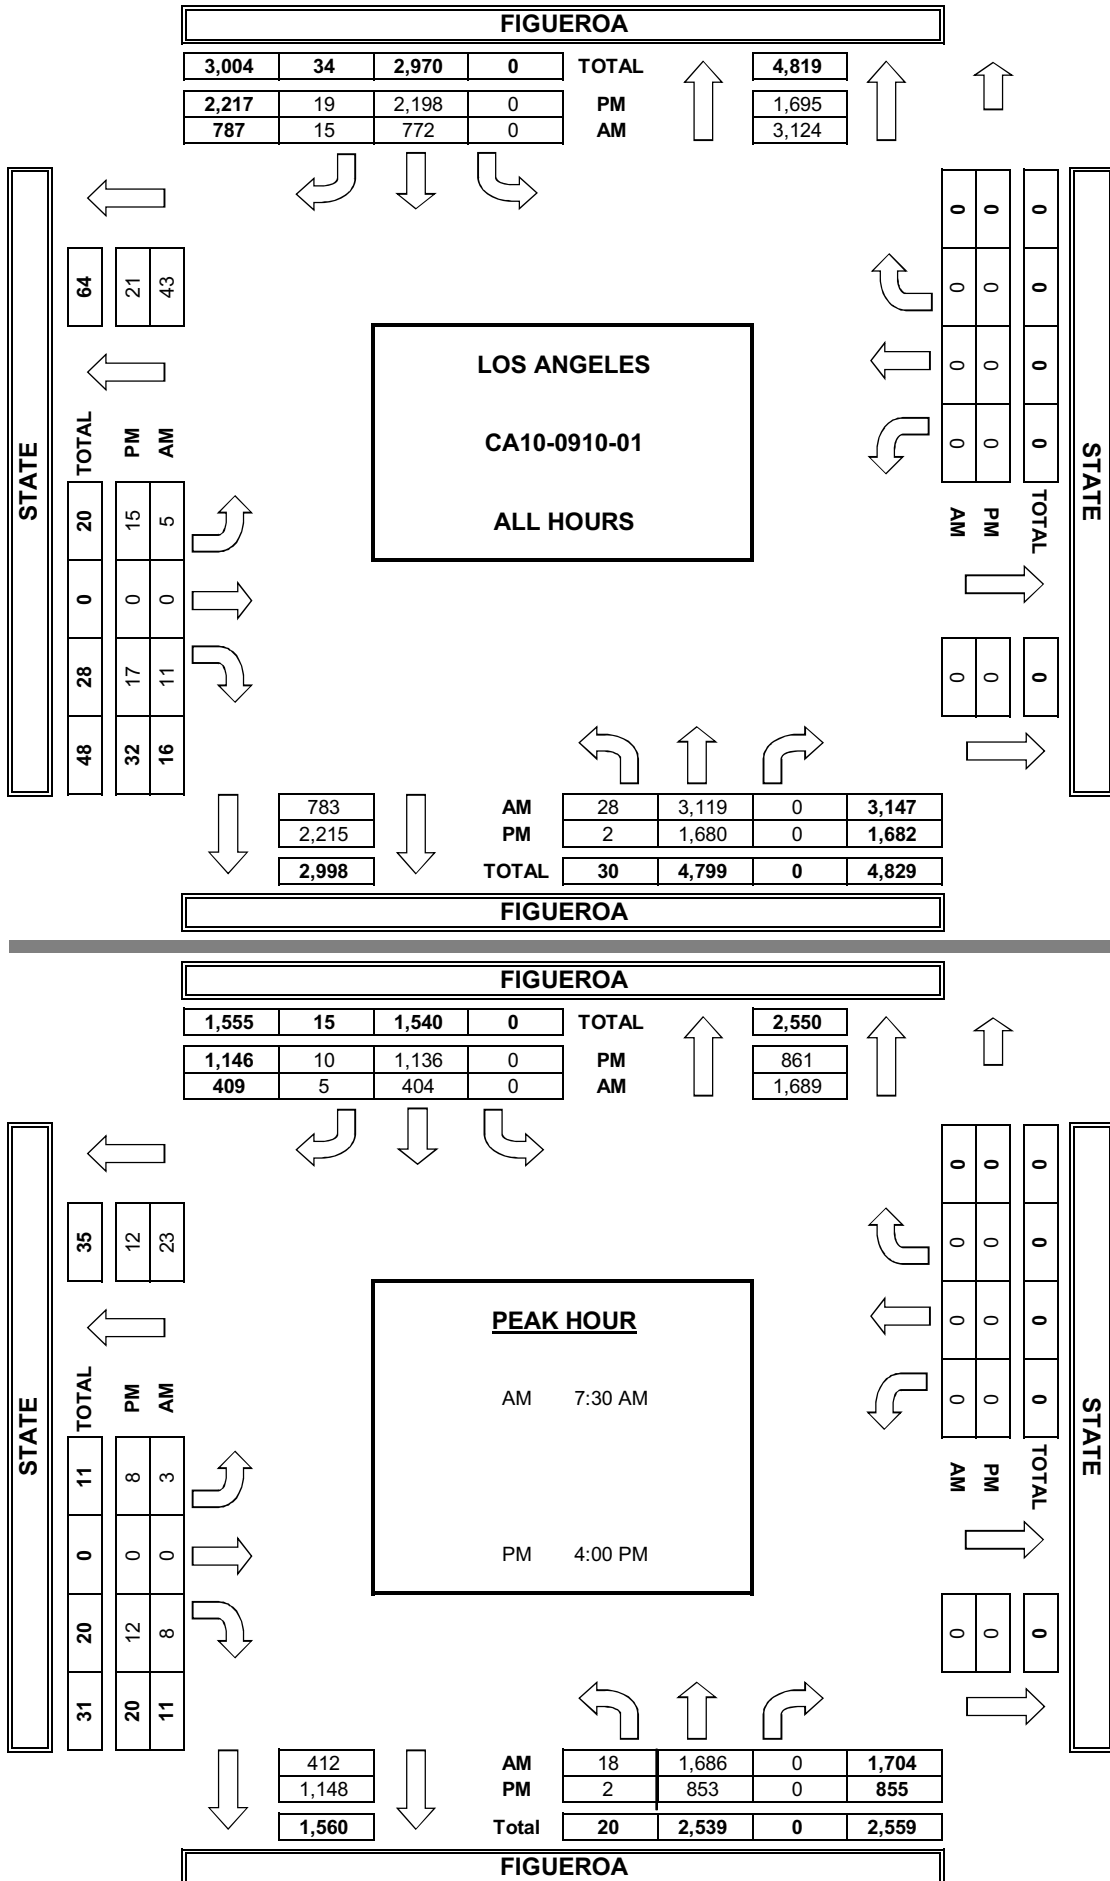 FIGUEROA
3,004 34 2,970 0 TOTAL 4,819
2,217 19 2,198 0 PM 1,695
787 15 772 0 AM 3,124
STATE
64 21 43
TOTAL PM AM
20 15 5
0 0 0
28 17 11
48 32 16
LOS ANGELES
CA10-0910-01
ALL HOURS
0 0 0
0 0 0
0 0 0
0 0 0
AM PM TOTAL
0 0 0
STATE
783 AM 28 3,119 0 3,147
2,215 PM 2 1,680 0 1,682
2,998 TOTAL 30 4,799 0 4,829
FIGUEROA
FIGUEROA
1,555 15 1,540 0 TOTAL 2,550
1,146 10 1,136 0 PM 861
409 5 404 0 AM 1,689
STATE
35 12 23
TOTAL PM AM
11 8 3
0 0 0
20 12 8
31 20 11
PEAK HOUR
AM 7:30 AM
PM 4:00 PM
0 0 0
0 0 0
0 0 0
0 0 0
AM PM TOTAL
0 0 0
STATE
412 AM 18 1,686 0 1,704
1,148 PM 2 853 0 855
1,560 Total 20 2,539 0 2,559
FIGUEROA